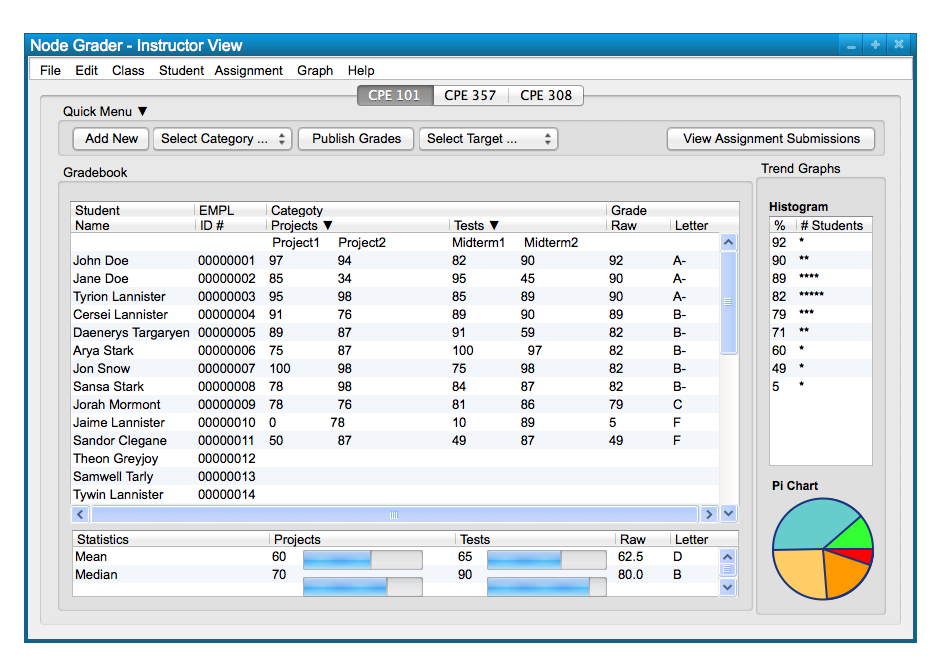 Node Grader - Instructor View
File Edit Class Student Assignment Graph Help
CPE 101 CPE 357 CPE 308
Quick Menu ▼
Add New Select Category ... Publish Grades Select Target ... View Assignment Submissions
Gradebook
Student EMPL Categoty Grade
Name ID # Projects ▼ Tests ▼ Raw Letter
Project1 Project2 Midterm1 Midterm2
John Doe 00000001 97 94 82 90 92 A-
Jane Doe 00000002 85 34 95 45 90 A-
Tyrion Lannister 00000003 95 98 85 89 90 A-
Cersei Lannister 00000004 91 76 89 90 89 B-
Daenerys Targaryen 00000005 89 87 91 59 82 B-
Arya Stark 00000006 75 87 100 97 82 B-
Jon Snow 00000007 100 98 75 98 82 B-
Sansa Stark 00000008 78 98 84 87 82 B-
Jorah Mormont 00000009 78 76 81 86 79 C
Jaime Lannister 00000010 0 78 10 89 5 F
Sandor Clegane 00000011 50 87 49 87 49 F
Theon Greyjoy 00000012
Samwell Tarly 00000013
Tywin Lannister 00000014
Statistics Projects Tests Raw Letter
Mean 60 65 62.5 D
Median 70 90 80.0 B
Trend Graphs
Histogram
% # Students
92 *
90 **
89 ****
82 *****
79 ***
71 **
60 *
49 *
5 *
Pi Chart